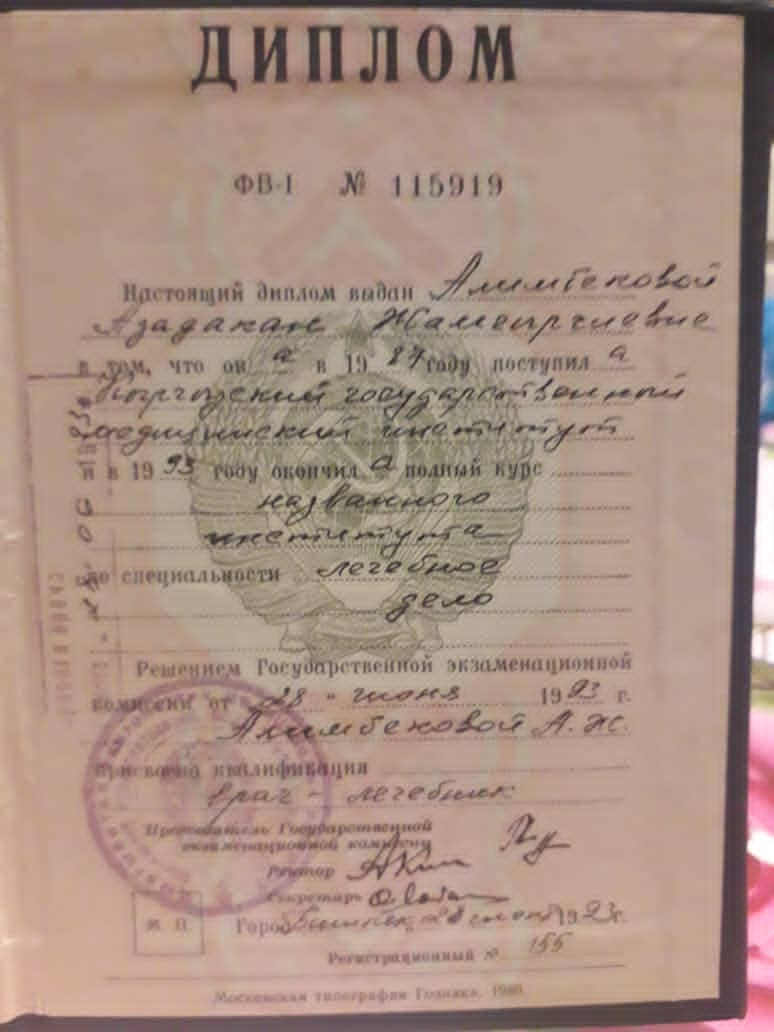 ДИПЛОМ
ФВ-I № 115919
Настоящий диплом выдан Алимбековой
Азадакан
в том, что он а в 1987 году поступил а
Кыргызский государственный
медицинский институт
и в 1993 году окончил а полный курс
названного
института
по специальности лечебное
дело
Решением Государственной экзаменационной
комиссии от "28" июня 1993 г.
Алимбековой А. Ж.
присвоена квалификация
врач - лечебник
Председатель Государственной
экзаменационной комиссии
Ректор
Секретарь
М. П.
Город Бишкек 28 июня 1993 г.
Регистрационный № 155
Московская типография Гознака.